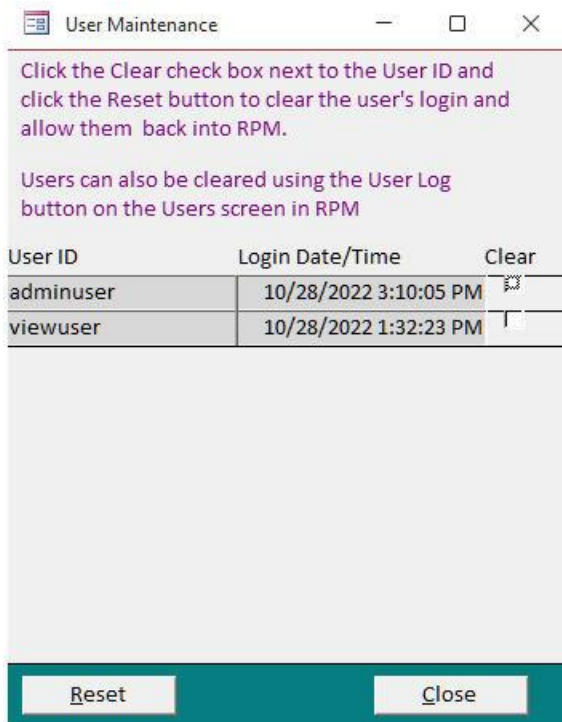 User Maintenance
Click the Clear check box next to the User ID and
click the Reset button to clear the user's login and
allow them back into RPM.
Users can also be cleared using the User Log
button on the Users screen in RPM
User ID Login Date/Time Clear
adminuser 10/28/2022 3:10:05 PM
viewuser 10/28/2022 1:32:23 PM
Reset Close